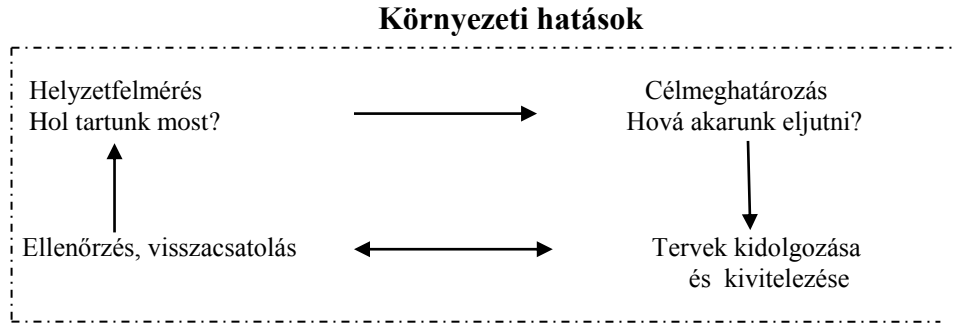 Környezeti hatások
Helyzetfelmérés
Hol tartunk most?
Célmeghatározás
Hová akarunk eljutni?
Ellenőrzés, visszacsatolás
Tervek kidolgozása
és kivitelezése